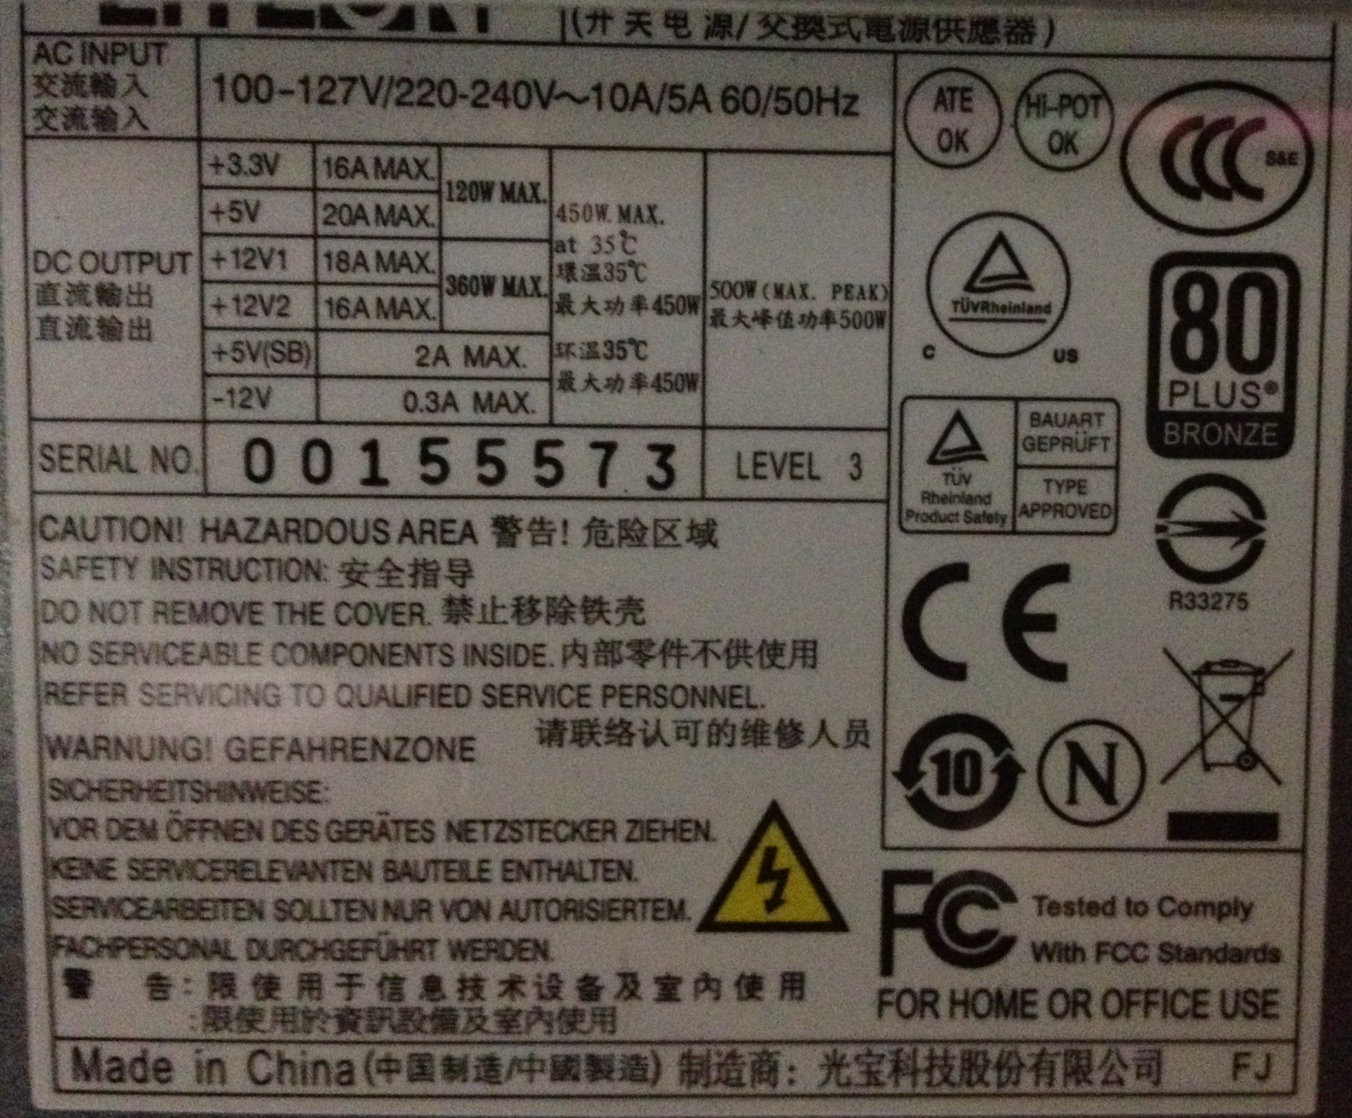 LITEON
(开关电源/交換式電源供應器)
AC INPUT
交流輸入
交流输入
100-127V/220-240V~10A/5A 60/50Hz
DC OUTPUT
直流輸出
直流输出
+3.3V 16A MAX.
+5V 20A MAX.
120W MAX.
+12V1 18A MAX.
+12V2 16A MAX.
360W MAX.
+5V(SB) 2A MAX.
-12V 0.3A MAX.
450W. MAX.
at 35℃
環溫35℃
最大功率450W
环温35℃
最大功率450W
500W(MAX. PEAK)
最大峰值功率500W
SERIAL NO. 00155573 LEVEL 3
CAUTION! HAZARDOUS AREA 警告! 危险区域
SAFETY INSTRUCTION: 安全指导
DO NOT REMOVE THE COVER. 禁止移除铁壳
NO SERVICEABLE COMPONENTS INSIDE. 内部零件不供使用
REFER SERVICING TO QUALIFIED SERVICE PERSONNEL.
请联络认可的维修人员
WARNUNG! GEFAHRENZONE
SICHERHEITSHINWEISE:
VOR DEM ÖFFNEN DES GERÄTES NETZSTECKER ZIEHEN.
KEINE SERVICERELEVANTEN BAUTEILE ENTHALTEN.
SERVICEARBEITEN SOLLTEN NUR VON AUTORISIERTEM.
FACHPERSONAL DURCHGEFÜHRT WERDEN.
警 告:限使用于信息技术设备及室内使用
:限使用於資訊設備及室內使用
ATE
OK
Hi-POT
OK
CCC S&E
TÜVRheinland
C US
80
PLUS®
BRONZE
TÜV
Rheinland
Product Safety
BAUART
GEPRÜFT
TYPE
APPROVED
R33275
CE
10
N
FC
Tested to Comply
With FCC Standards
FOR HOME OR OFFICE USE
Made in China(中国制造/中國製造) 制造商: 光宝科技股份有限公司 FJ